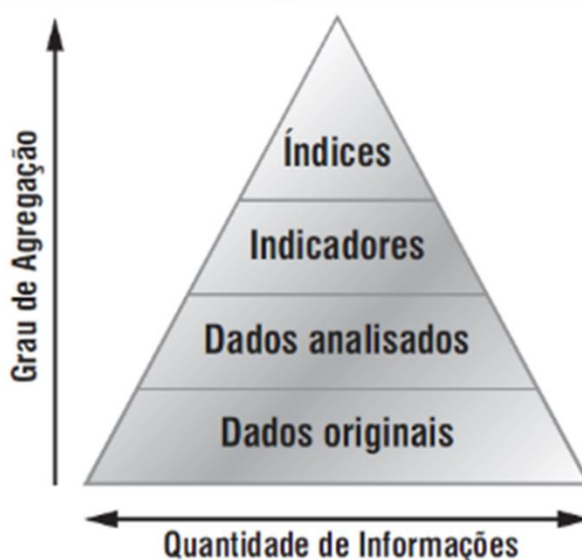 Grau de Agregação
Índices
Indicadores
Dados analisados
Dados originais
Quantidade de Informações